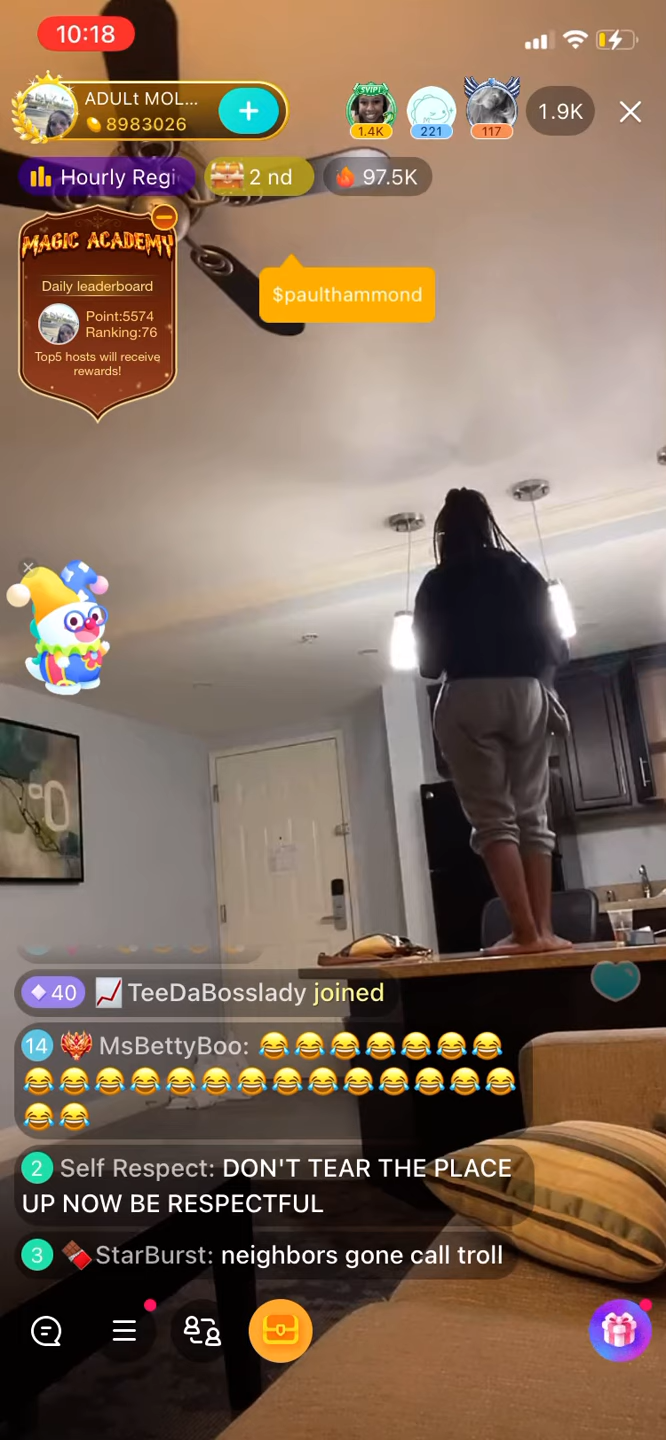 10:18
ADULt MOL...
8983026
SVIP1
1.4K
221
117
1.9K
Hourly Regi
2 nd
97.5K
MAGIC ACADEMY
Daily leaderboard
Point:5574
Ranking:76
Top5 hosts will receive
rewards!
$paulthammond
40 TeeDaBosslady joined
14 MsBettyBoo: 😂😂😂😂😂😂😂
😂😂😂😂😂😂😂😂😂😂😂😂😂😂
😂😂
2 Self Respect: DON'T TEAR THE PLACE
UP NOW BE RESPECTFUL
3 🍫StarBurst: neighbors gone call troll